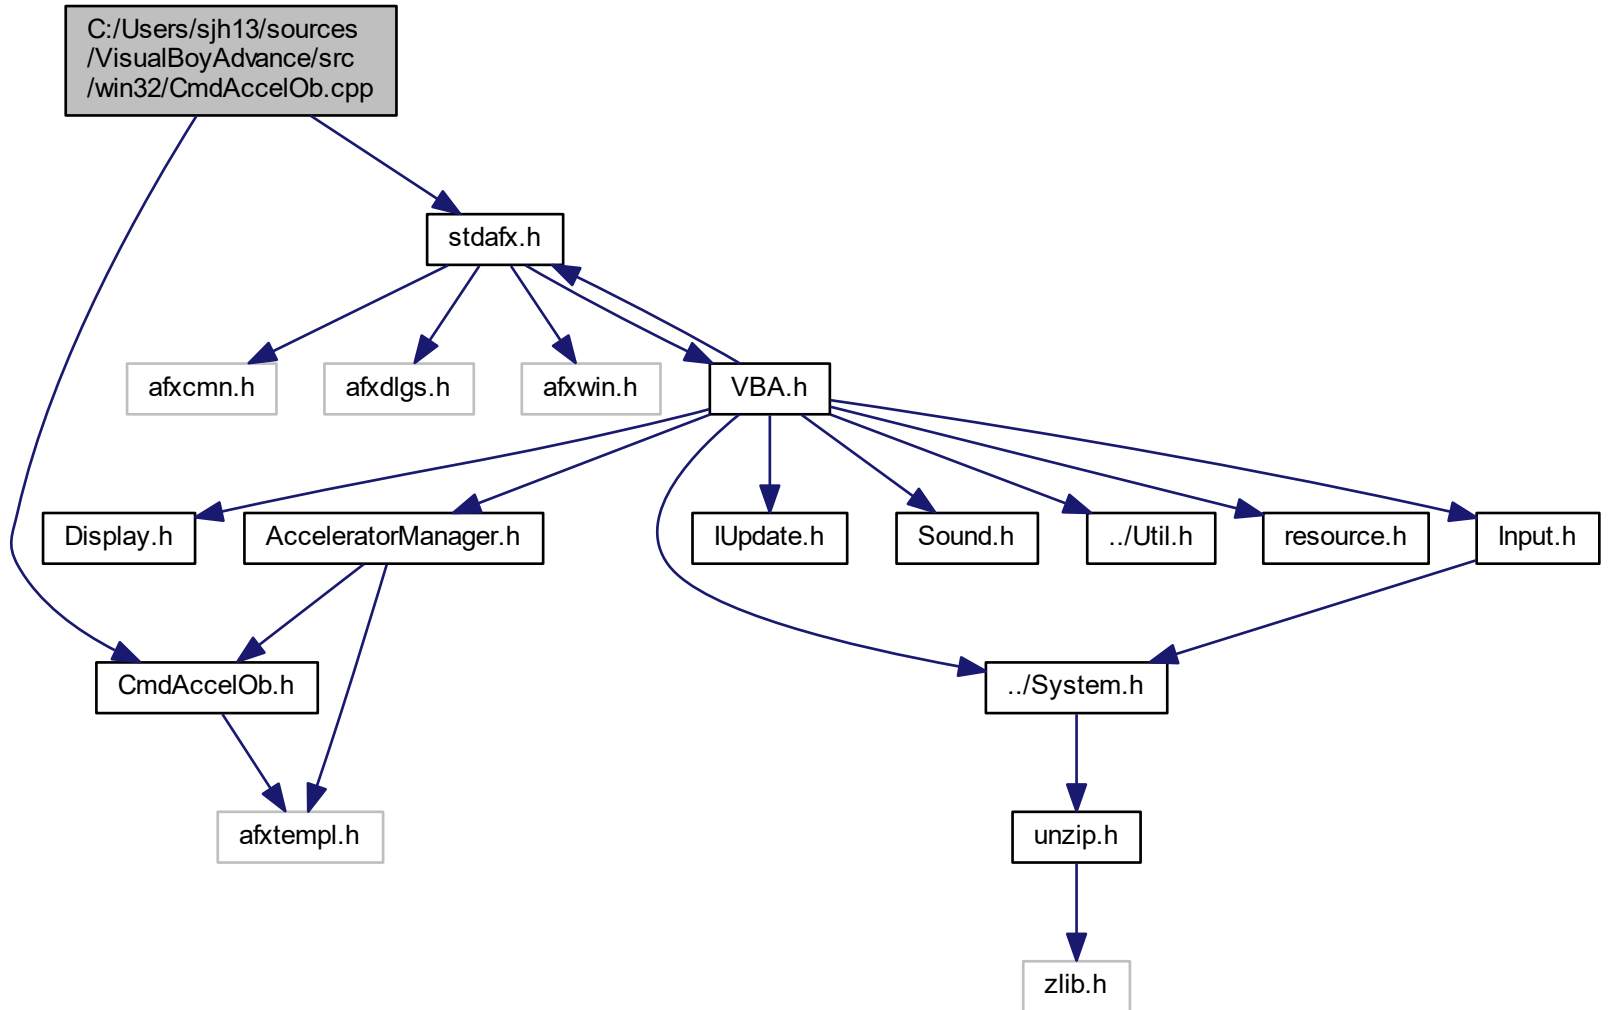 C:/Users/sjh13/sources
/VisualBoyAdvance/src
/win32/CmdAccelOb.cpp
stdafx.h
afxcmn.h
afxdlgs.h
afxwin.h
VBA.h
Display.h
AcceleratorManager.h
IUpdate.h
Sound.h
../Util.h
resource.h
Input.h
CmdAccelOb.h
../System.h
afxtempl.h
unzip.h
zlib.h